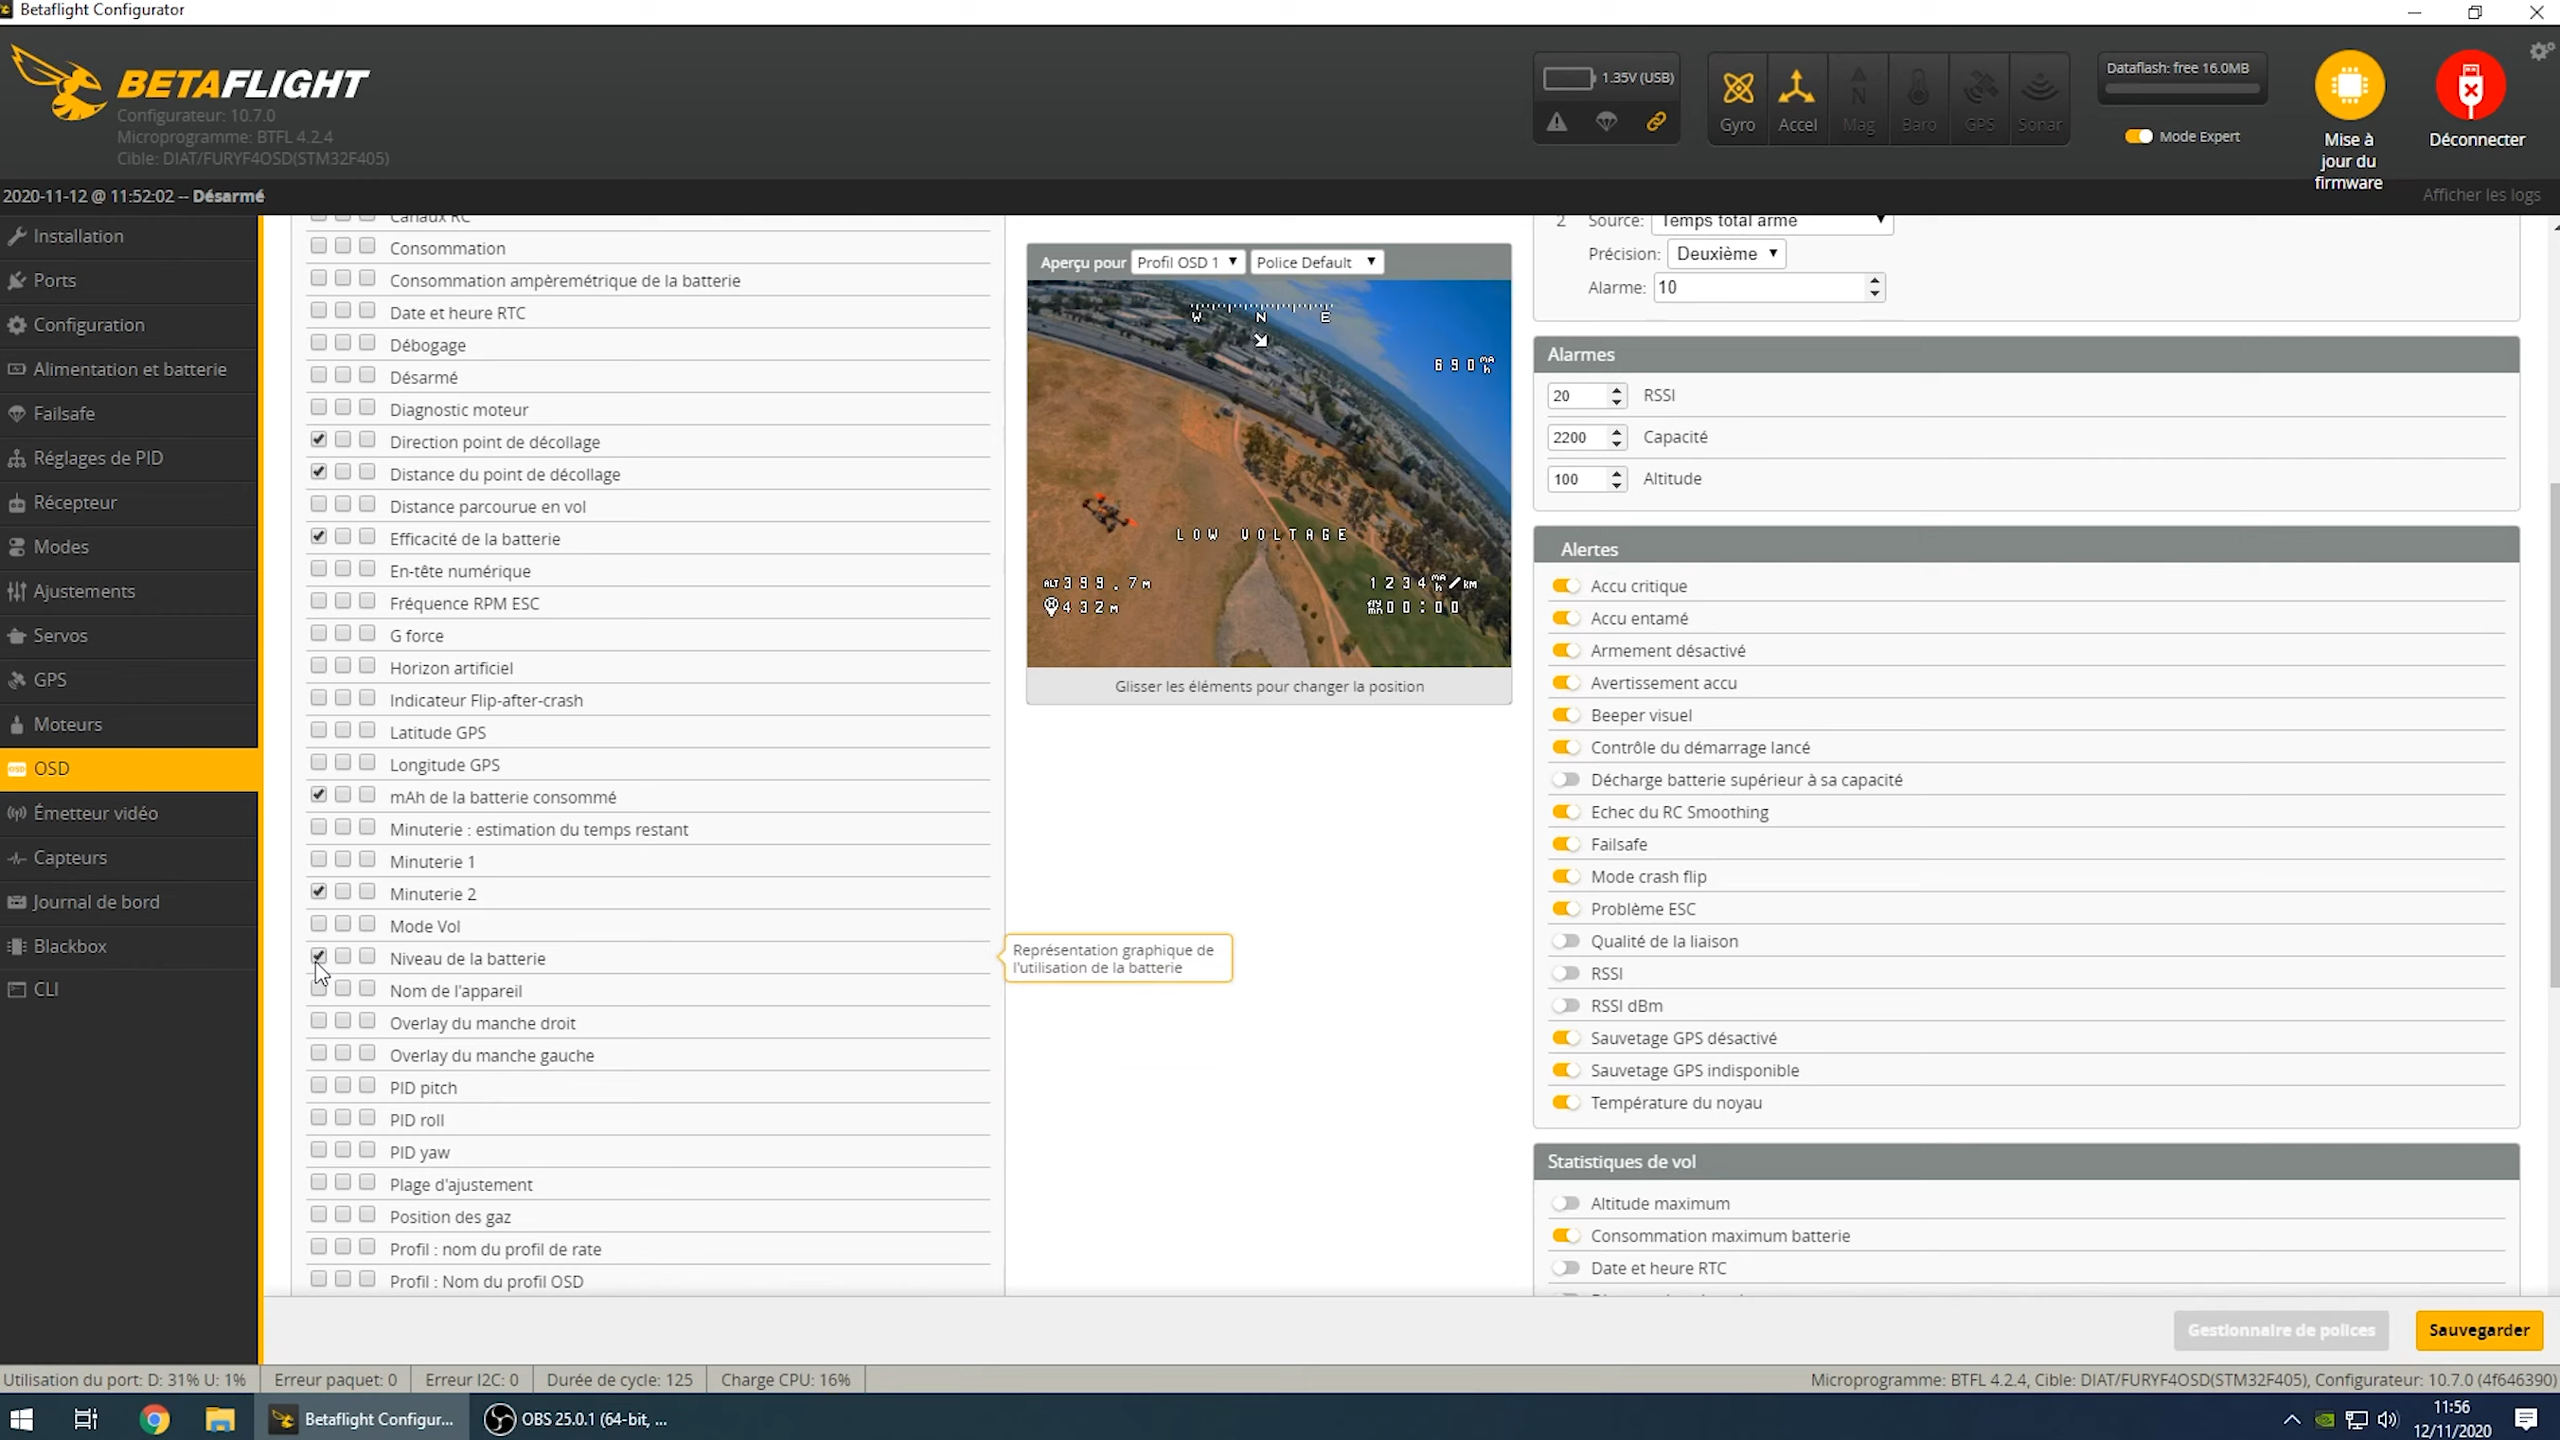 Betaflight Configurator
BETAFLIGHT
Configurateur: 10.7.0
Microprogramme: BTFL 4.2.4
Cible: DIAT/FURYF4OSD(STM32F405)
1.35V (USB)
Gyro
Accel
Mag
Baro
GPS
Sonar
Dataflash: free 16.0MB
Mode Expert
Mise à
jour du
firmware
Déconnecter
2020-11-12 @ 11:52:02 -- Désarmé
Afficher les logs
Installation
Ports
Configuration
Alimentation et batterie
Failsafe
Réglages de PID
Récepteur
Modes
Ajustements
Servos
GPS
Moteurs
OSD
Émetteur vidéo
Capteurs
Journal de bord
Blackbox
CLI
Canaux RC
Consommation
Consommation ampèremétrique de la batterie
Date et heure RTC
Débogage
Désarmé
Diagnostic moteur
Direction point de décollage
Distance du point de décollage
Distance parcourue en vol
Efficacité de la batterie
En-tête numérique
Fréquence RPM ESC
G force
Horizon artificiel
Indicateur Flip-after-crash
Latitude GPS
Longitude GPS
mAh de la batterie consommé
Minuterie : estimation du temps restant
Minuterie 1
Minuterie 2
Mode Vol
Niveau de la batterie
Nom de l'appareil
Overlay du manche droit
Overlay du manche gauche
PID pitch
PID roll
PID yaw
Plage d'ajustement
Position des gaz
Profil : nom du profil de rate
Profil : Nom du profil OSD
Représentation graphique de
l'utilisation de la batterie
Aperçu pour Profil OSD 1 Police Default
W N E
690 MAh
LOW VOLTAGE
ALT 399.7M
1234 MAh/KM
H 432M
FLY MN 00:00
Glisser les éléments pour changer la position
2 Source: Temps total armé
Précision: Deuxième
Alarme: 10
Alarmes
20 RSSI
2200 Capacité
100 Altitude
Alertes
Accu critique
Accu entamé
Armement désactivé
Avertissement accu
Beeper visuel
Contrôle du démarrage lancé
Décharge batterie supérieur à sa capacité
Echec du RC Smoothing
Failsafe
Mode crash flip
Problème ESC
Qualité de la liaison
RSSI
RSSI dBm
Sauvetage GPS désactivé
Sauvetage GPS indisponible
Température du noyau
Statistiques de vol
Altitude maximum
Consommation maximum batterie
Date et heure RTC
Gestionnaire de polices
Sauvegarder
Utilisation du port: D: 31% U: 1%
Erreur paquet: 0
Erreur I2C: 0
Durée de cycle: 125
Charge CPU: 16%
Microprogramme: BTFL 4.2.4, Cible: DIAT/FURYF4OSD(STM32F405), Configurateur: 10.7.0 (4f646390)
Betaflight Configur...
OBS 25.0.1 (64-bit, ...
11:56
12/11/2020